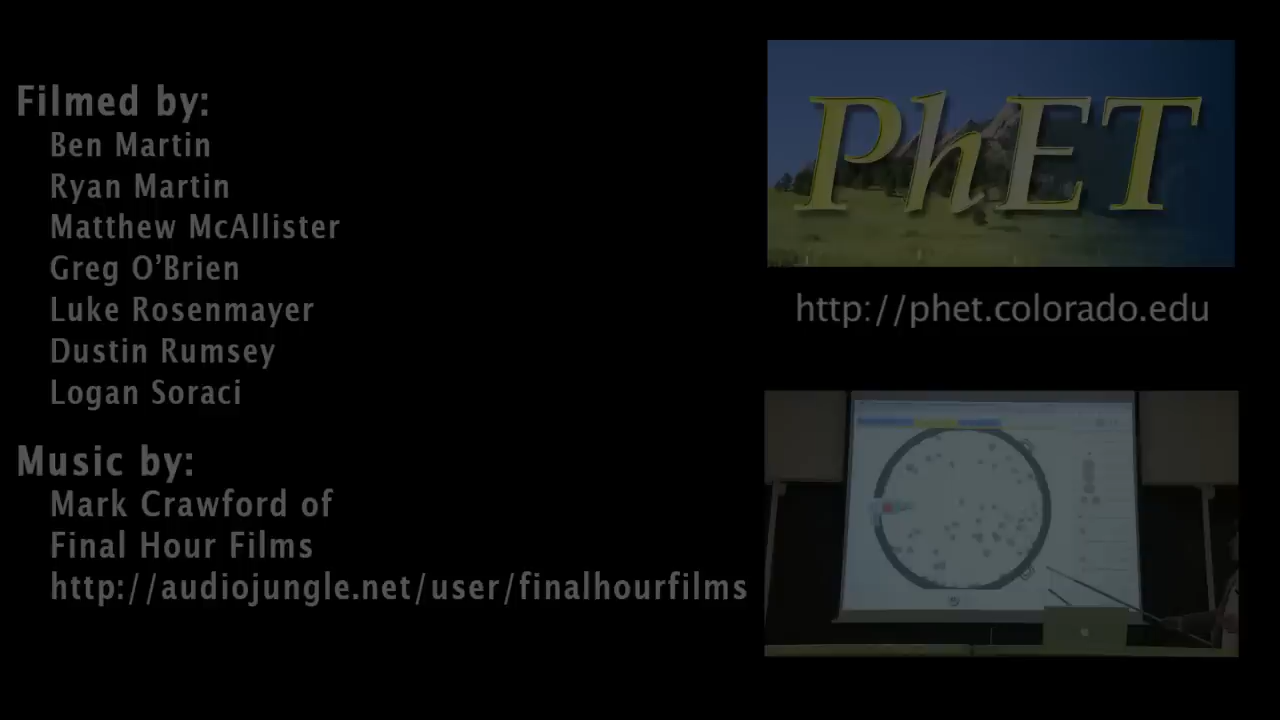 Filmed by:
Ben Martin
Ryan Martin
Matthew McAllister
Greg O'Brien
Luke Rosenmayer
Dustin Rumsey
Logan Soraci
Music by:
Mark Crawford of
Final Hour Films
http://audiojungle.net/user/finalhourfilms
PhET
http://phet.colorado.edu